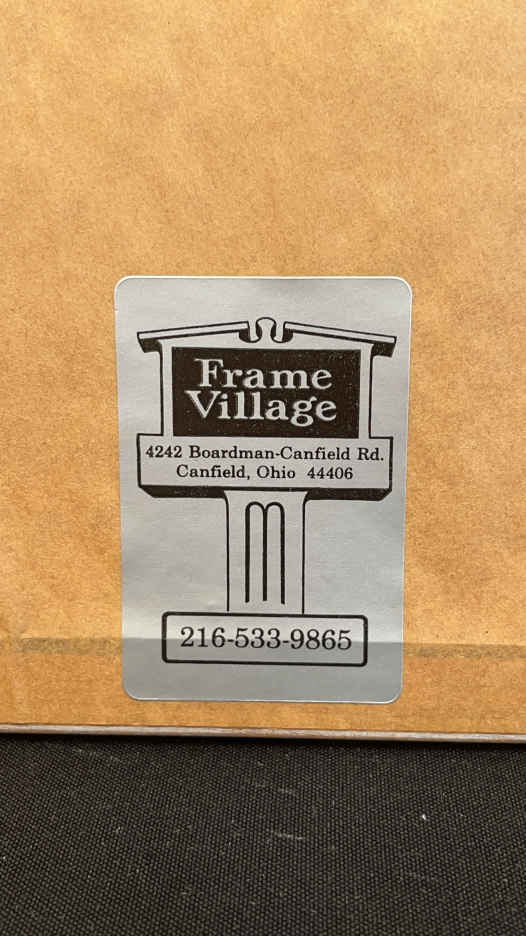 Frame
Village
4242 Boardman-Canfield Rd.
Canfield, Ohio 44406
216-533-9865